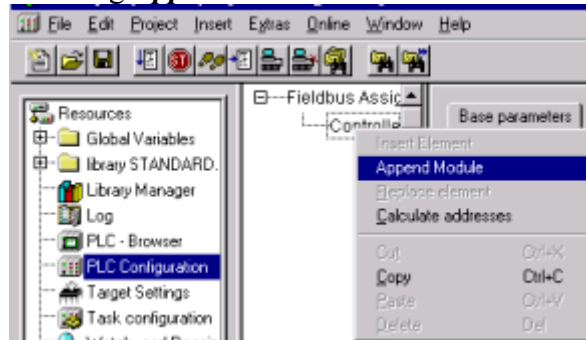 File Edit Project Insert Extras Online Window Help
Resources
Global Variables
library STANDARD.
Library Manager
Log
PLC - Browser
PLC Configuration
Target Settings
Task configuration
Fieldbus Assig
Controlle
Base parameters
Insert Element
Append Module
Replace element
Calculate addresses
Cut Ctrl+X
Copy Ctrl+C
Paste Ctrl+V
Delete Del